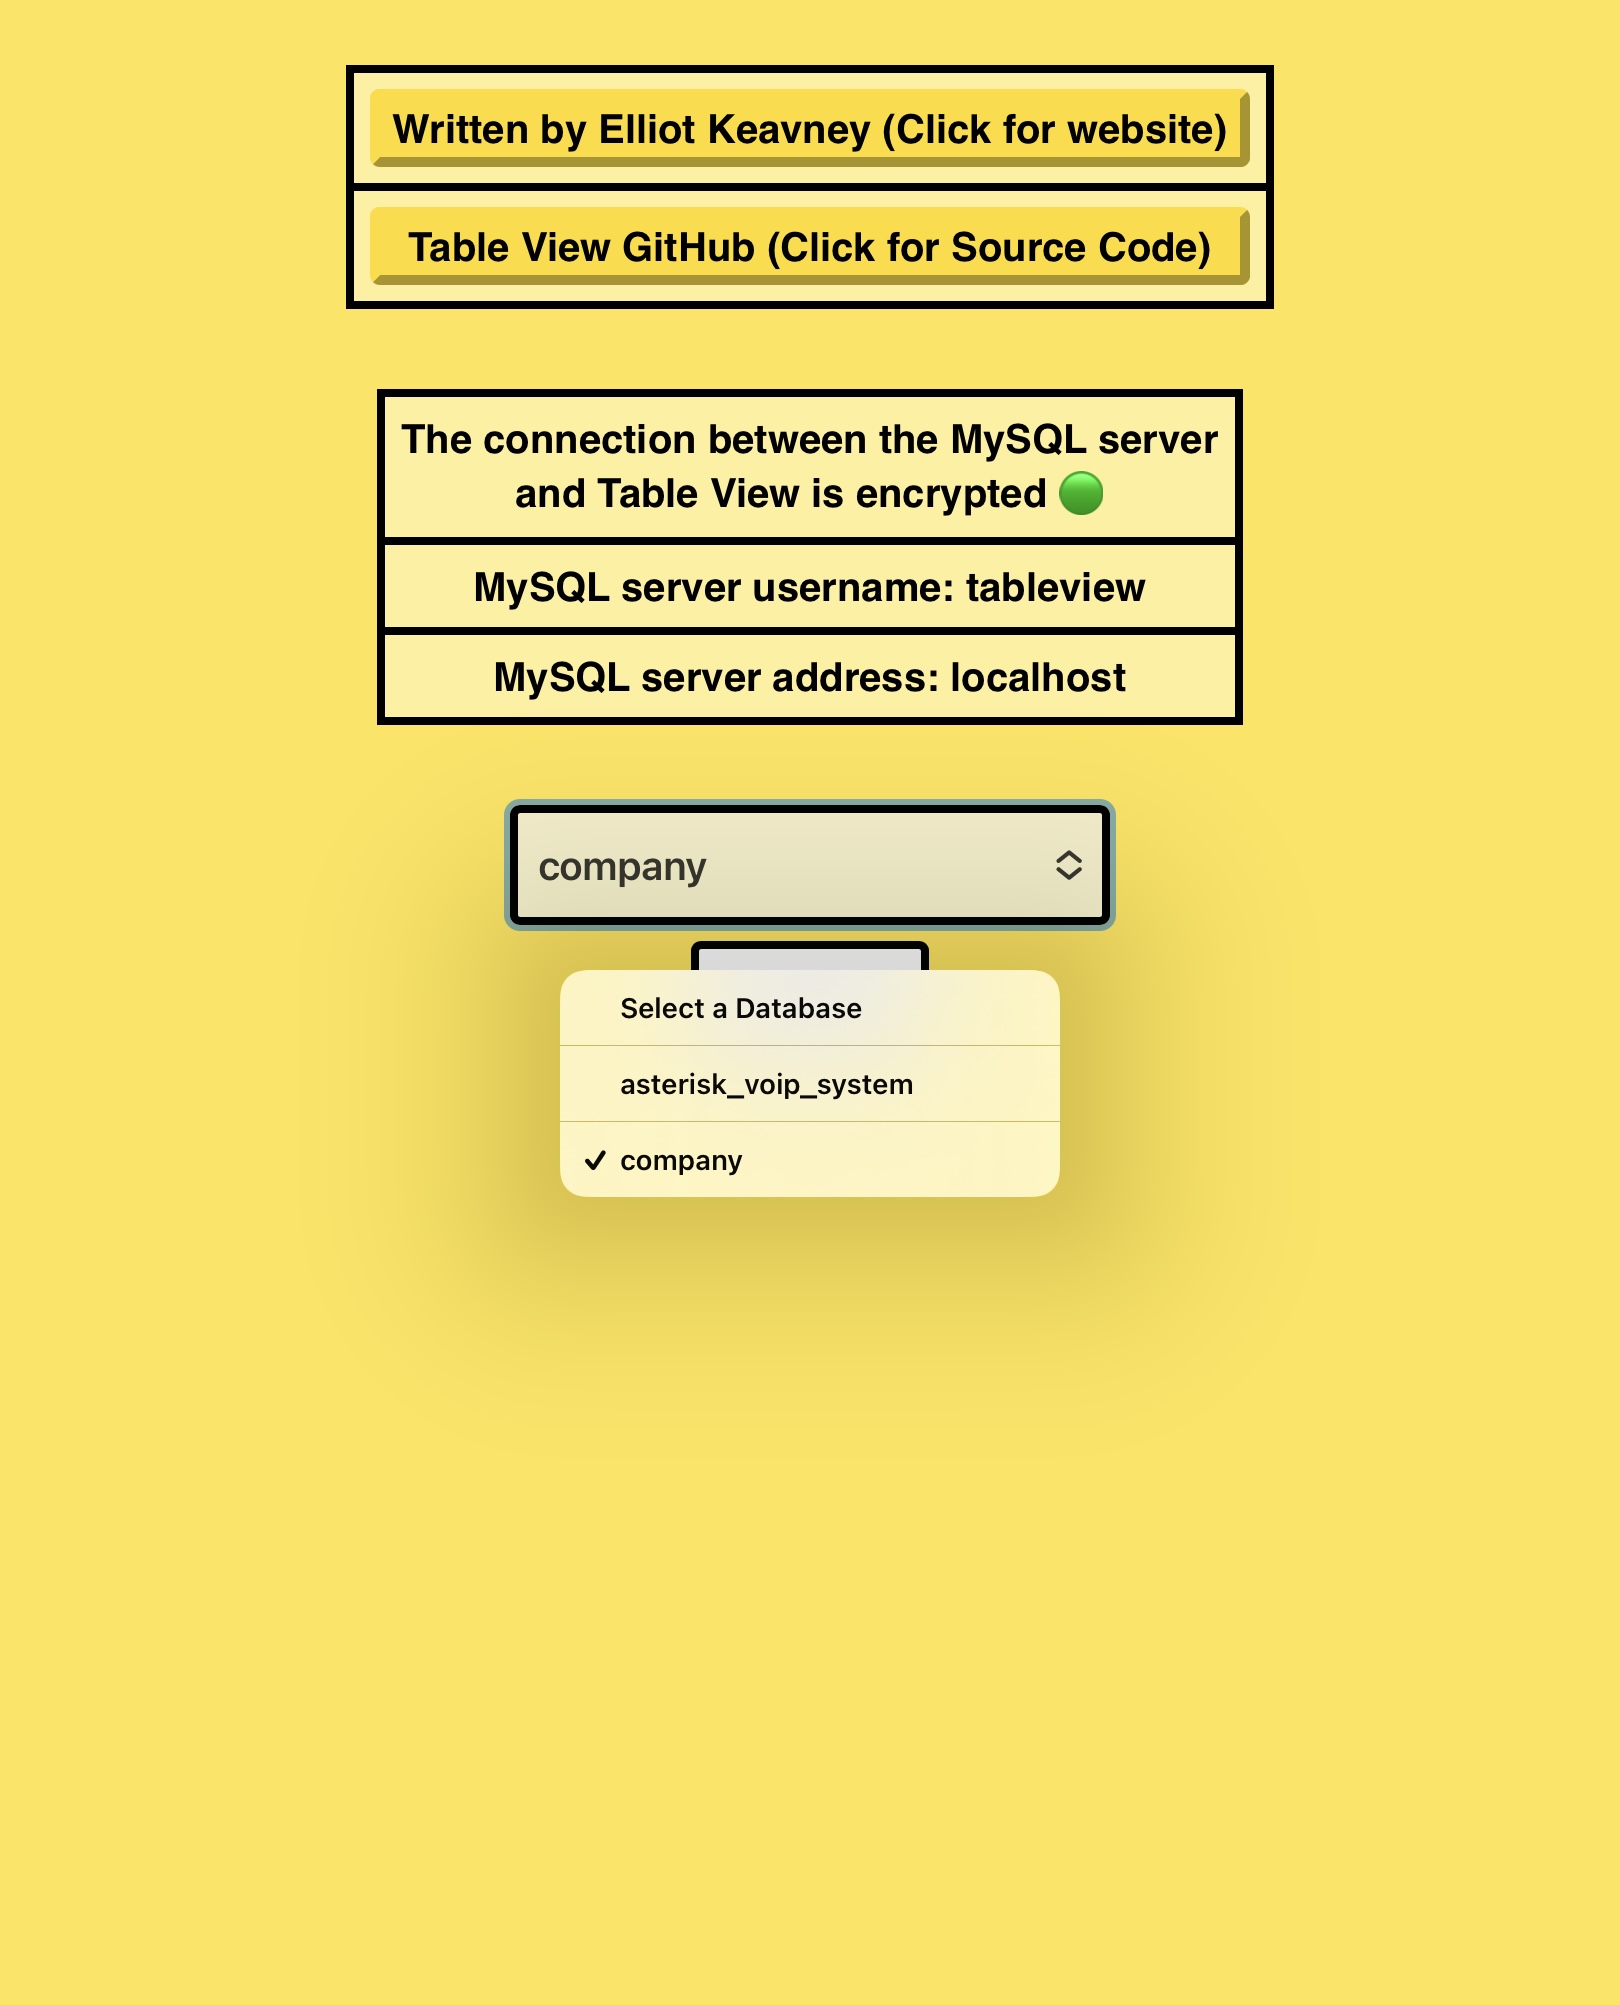 Written by Elliot Keavney (Click for website)
Table View GitHub (Click for Source Code)
The connection between the MySQL server
and Table View is encrypted
MySQL server username: tableview
MySQL server address: localhost
company
Select a Database
asterisk_voip_system
company